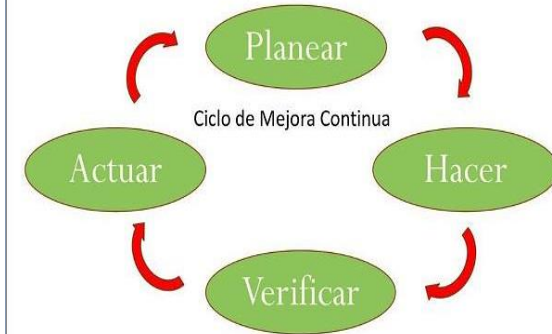 Planear
Ciclo de Mejora Continua
Actuar
Hacer
Verificar